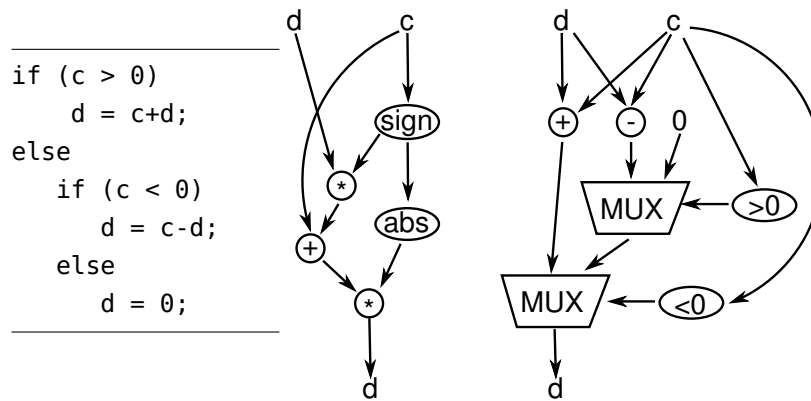 if (c > 0)
d = c+d;
else
if (c < 0)
d = c-d;
else
d = 0;
d c
sign
*
abs
+
*
d
d c
+ - 0
MUX >0
MUX <0
d